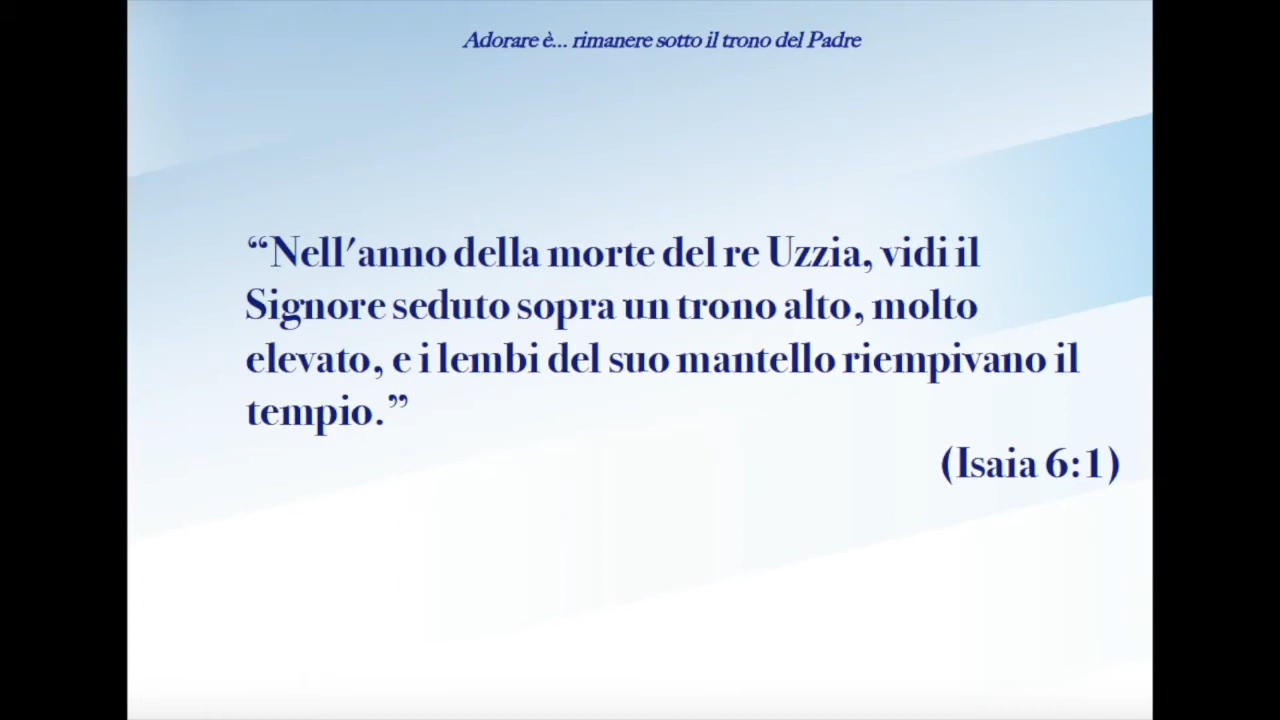 Adorare è... rimanere sotto il trono del Padre
“Nell'anno della morte del re Uzzia, vidi il
Signore seduto sopra un trono alto, molto
elevato, e i lembi del suo mantello riempivano il
tempio.”
(Isaia 6:1)